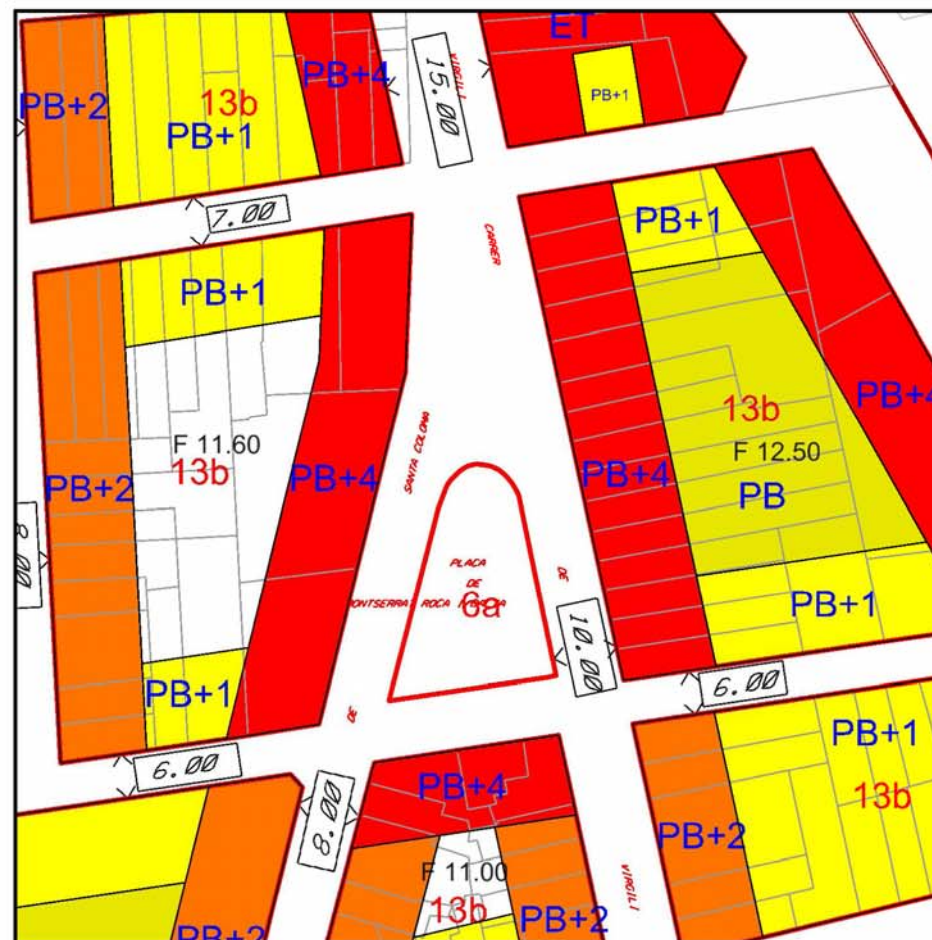 ET
15.00
VIRGILI
PB+2
13b
PB+1
PB+4
PB+1
7.00
PB+1
PB+1
CARRER
F 11.60
13b
PB+2
PB+4
SANTA COLOMA
13b
F 12.50
PB
PB+4
PB+4
8.00
PLAÇA
DE
ROCA
6a
DE
10.00
PB+1
PB+1
6.00
DE
6.00
8.00
PB+4
PB+1
13b
PB+2
F 11.00
13b
PB+2
VIRGILI
PB+2